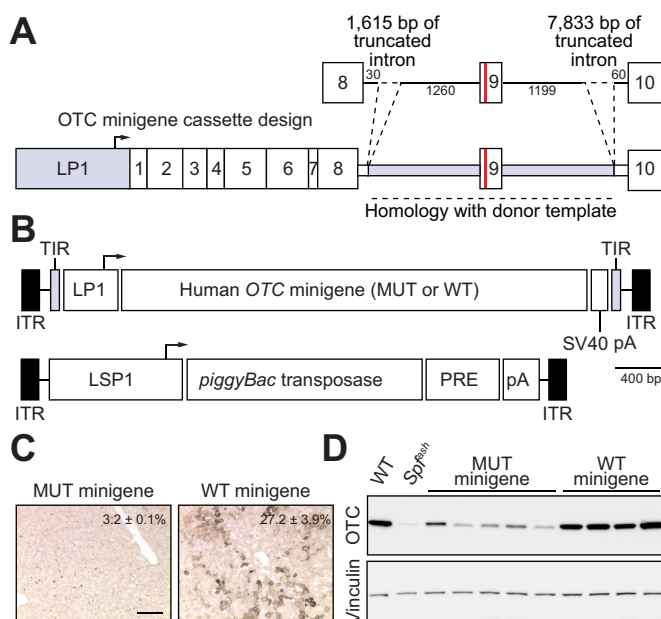 A
1,615 bp of
truncated
intron
7,833 bp of
truncated
intron
8
30
1260
9
1199
60
10
OTC minigene cassette design
LP1
1
2
3
4
5
6
7
8
9
10
Homology with donor template
B
TIR
TIR
LP1
Human OTC minigene (MUT or WT)
ITR
ITR
SV40 pA
LSP1
piggyBac transposase
PRE
pA
400 bp
ITR
ITR
C
MUT minigene
WT minigene
3.2 ± 0.1%
27.2 ± 3.9%
D
WT
Spfash
MUT
minigene
WT
minigene
OTC
Vinculin